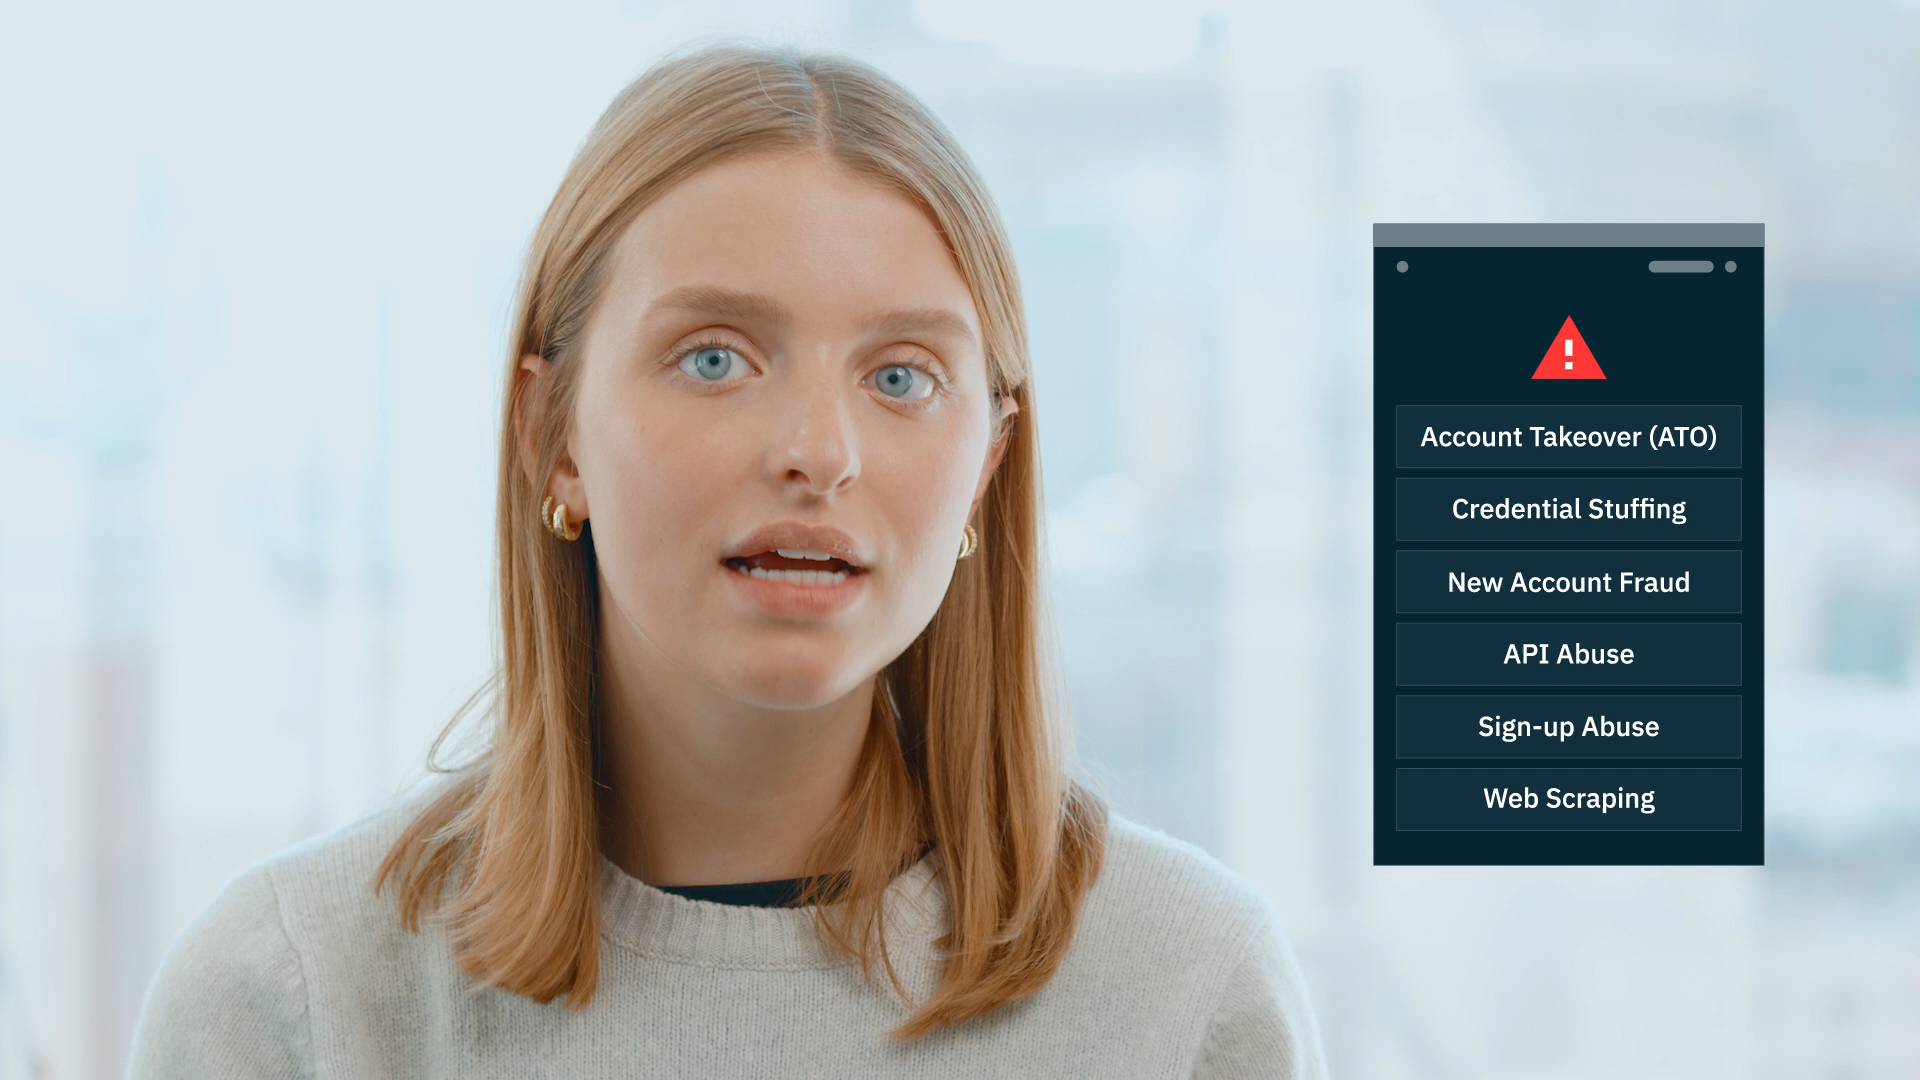 Account Takeover (ATO)
Credential Stuffing
New Account Fraud
API Abuse
Sign-up Abuse
Web Scraping